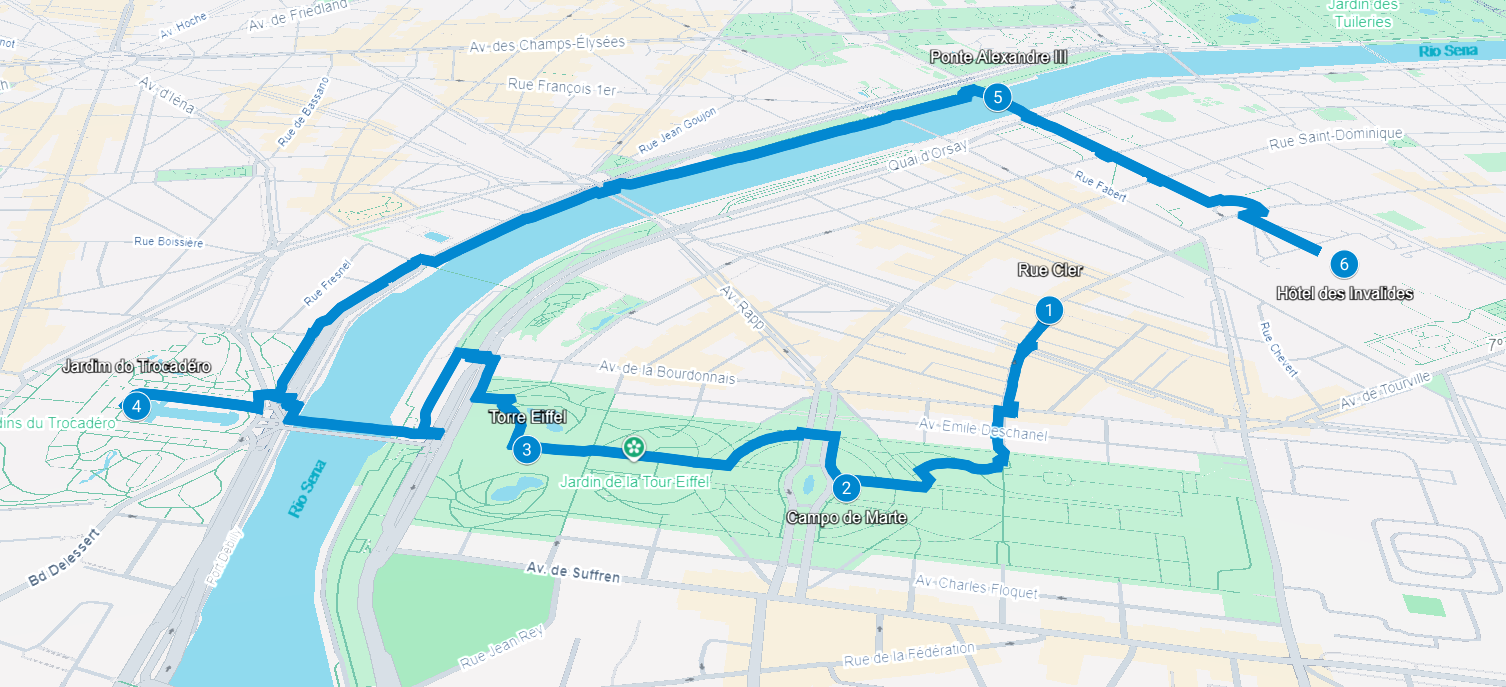 Av. de Friedland
Jardin des
Tuileries
Av. Hoche
Av. des Champs-Élysées
Rio Sena
Ponte Alexandre III
Av. d'Iéna
Rue de Bassano
Rue François 1er
5
Rue Jean Goujon
Rue Saint-Dominique
Quai d'Orsay
Rue Fabert
Rue Boissière
Rue Fresnel
Rue Cler
6
Hôtel des Invalides
1
Av. Rapp
Rue Chevert
7º
Jardim do Trocadéro
Av. de la Bourdonnais
Av. de Tourville
4
dins du Trocadéro
Torre Eiffel
Av. Emile Deschanel
3
Jardin de la Tour Eiffel
2
Rio Sena
Campo de Marte
Bd Delessert
Port Debilly
Av. de Suffren
Av. Charles Floquet
Rue Jean Rey
Rue de la Fédération